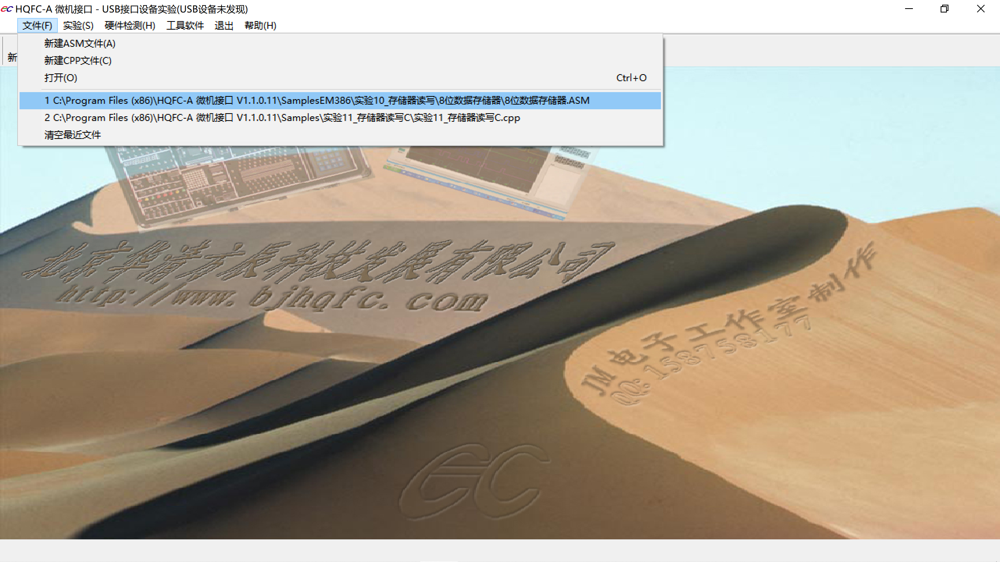 EC HQFC-A 微机接口 - USB接口设备实验(USB设备未发现)
文件(F) 实验(S) 硬件检测(H) 工具软件 退出 帮助(H)
新建ASM文件(A)
新
新建CPP文件(C)
打开(O) Ctrl+O
1 C:\Program Files (x86)\HQFC-A 微机接口 V1.1.0.11\SamplesEM386\实验10_存储器读写\8位数据存储器\8位数据存储器.ASM
2 C:\Program Files (x86)\HQFC-A 微机接口 V1.1.0.11\Samples\实验11_存储器读写C\实验11_存储器读写C.cpp
清空最近文件
北京华清方辰科技发展有限公司
http://www.bjhqfc.com
JM电子工作室制作
QQ:158758177
EC